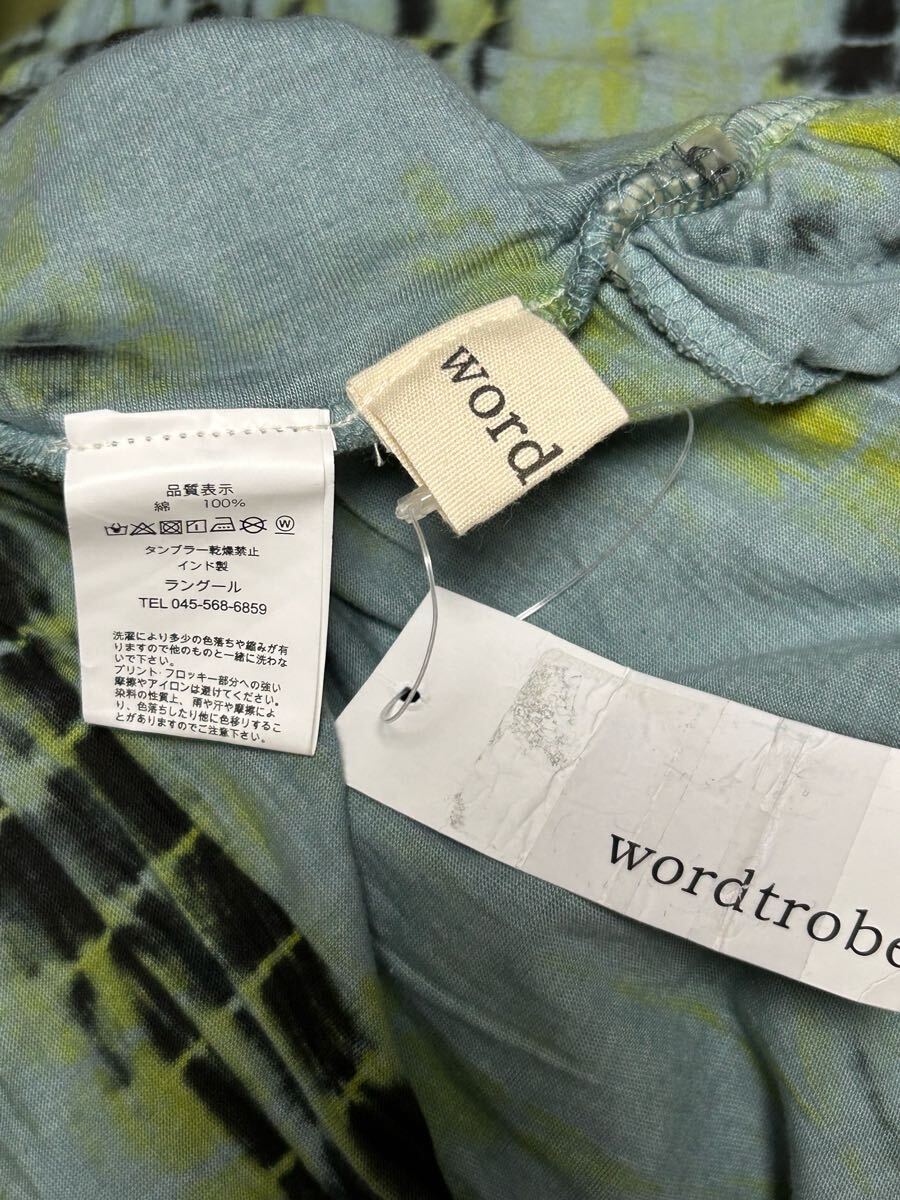 word
品質表示
綿 100%
W
タンブラー乾燥禁止
インド製
ラングール
TEL 045-568-6859
洗濯により多少の色落ちや縮みが有
りますので他のものと一緒に洗わな
いで下さい。
プリント・フロッキー部分への強い
摩擦やアイロンは避けてください。
染料の性質上、雨や汗や摩擦によ
り、色落ちしたり他に色移りするこ
とがありますのでご注意下さい。
wordtrobe